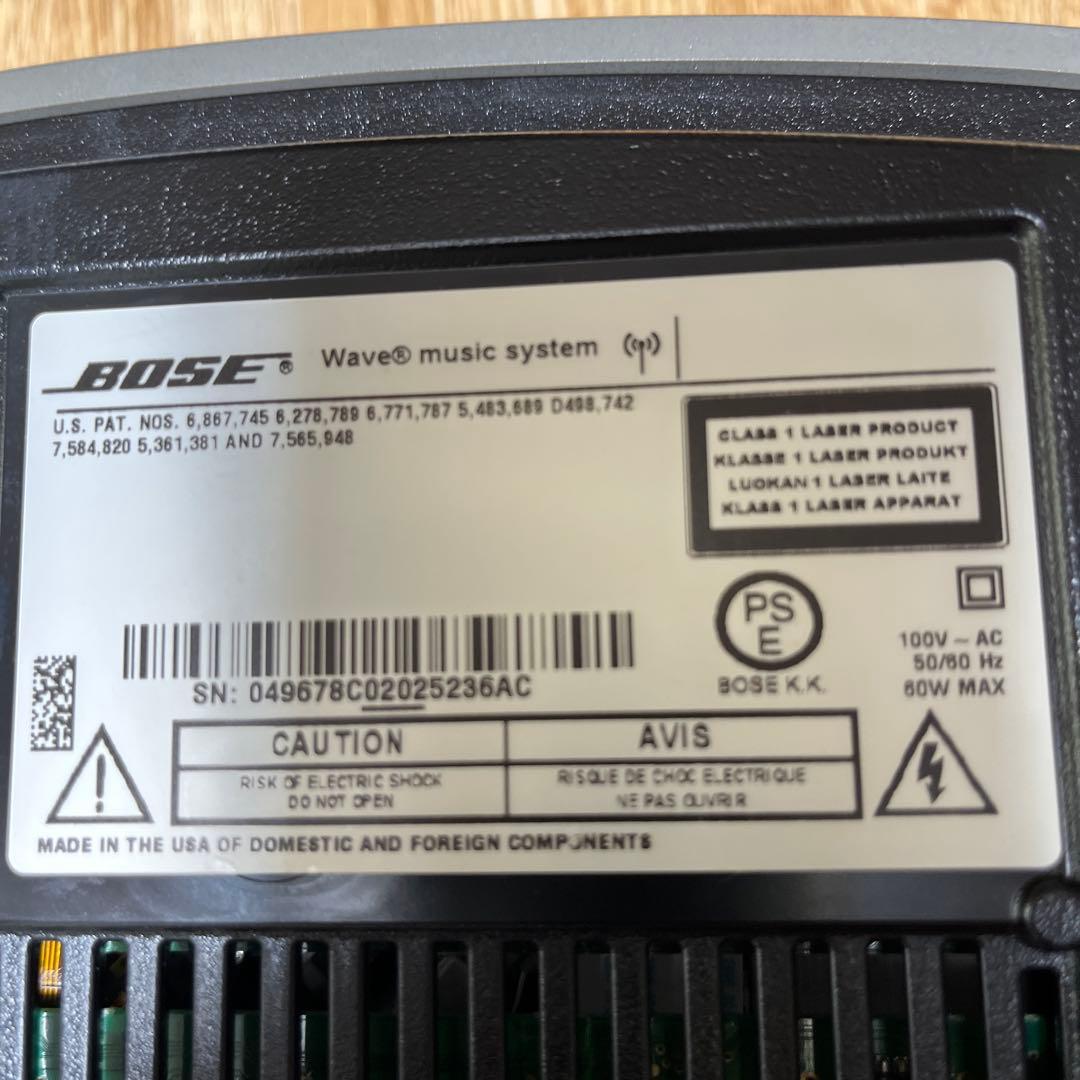 BOSE® Wave® music system
U.S. PAT. NOS. 6,867,745 6,278,789 6,771,787 5,483,689 D498,742
7,584,820 5,361,381 AND 7,565,948
CLASS 1 LASER PRODUCT
KLASSE 1 LASER PRODUKT
LUOKAN 1 LASER LAITE
KLASS 1 LASER APPARAT
PS
E
BOSE K.K.
100V ~ AC
50/60 Hz
60W MAX
SN: 049678C02025236AC
CAUTION
RISK OF ELECTRIC SHOCK
DO NOT OPEN
AVIS
RISQUE DE CHOC ELECTRIQUE
NE PAS OUVRIR
MADE IN THE USA OF DOMESTIC AND FOREIGN COMPONENTS